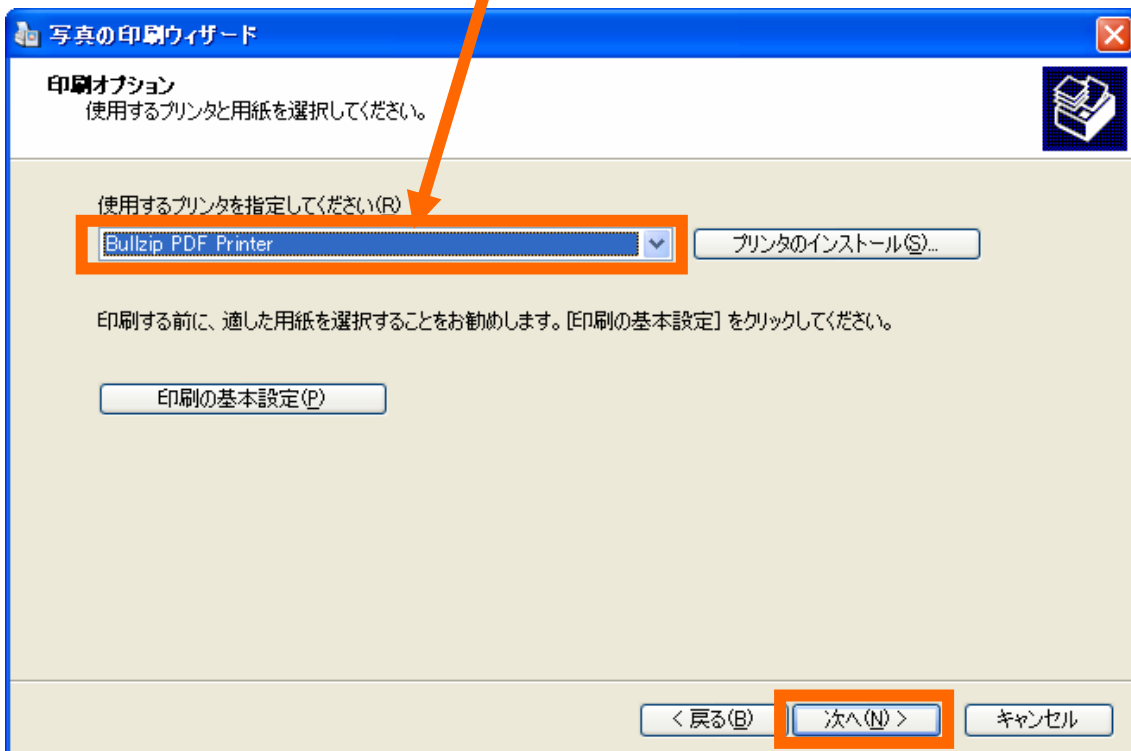 写真の印刷ウィザード
印刷オプション
使用するプリンタと用紙を選択してください。
使用するプリンタを指定してください(R)
Bullzip PDF Printer
プリンタのインストール(S)...
印刷する前に、適した用紙を選択することをお勧めします。[印刷の基本設定] をクリックしてください。
印刷の基本設定(P)
< 戻る(B)
次へ(N) >
キャンセル